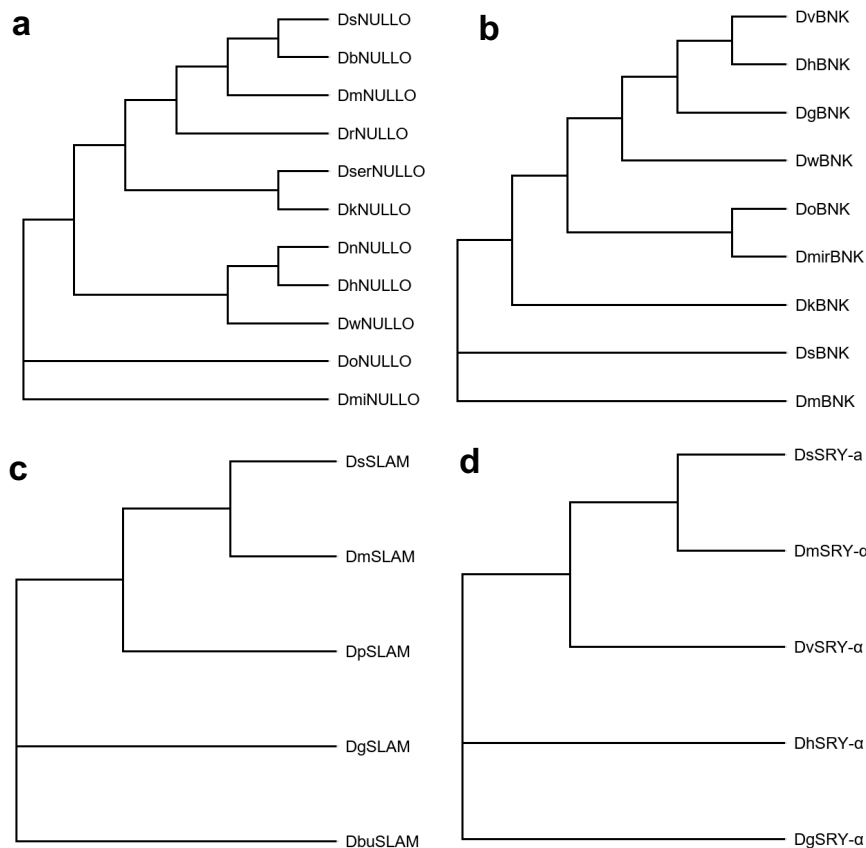 a
DsNULLO
DbNULLO
DmNULLO
DrNULLO
DserNULLO
DkNULLO
DnNULLO
DhNULLO
DwNULLO
DoNULLO
DmiNULLO
b
DvBNK
DhBNK
DgBNK
DwBNK
DoBNK
DmirBNK
DkBNK
DsBNK
DmBNK
c
DsSLAM
DmSLAM
DpSLAM
DgSLAM
DbuSLAM
d
DsSRY-a
DmSRY-α
DvSRY-α
DhSRY-α
DgSRY-α